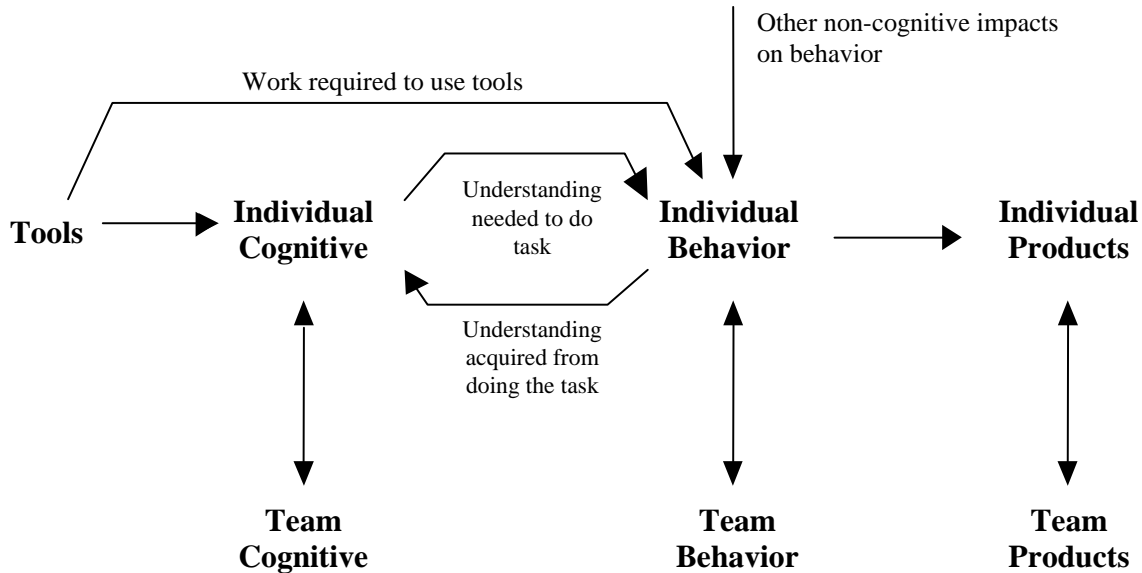 Other non-cognitive impacts
on behavior
Work required to use tools
Tools
Individual
Cognitive
Understanding
needed to do
task
Individual
Behavior
Individual
Products
Understanding
acquired from
doing the task
Team
Cognitive
Team
Behavior
Team
Products